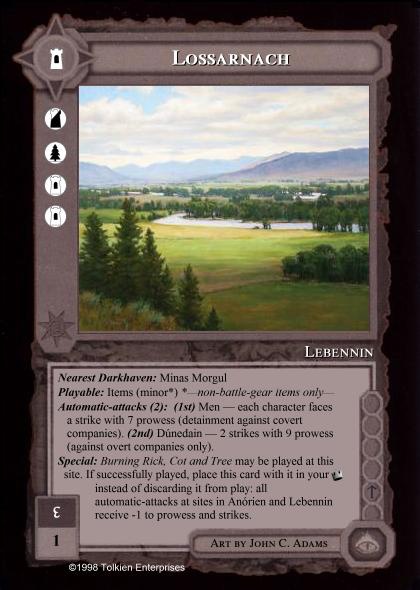 LOSSARNACH
LEBENNIN
Nearest Darkhaven: Minas Morgul
Playable: Items (minor*) *—non-battle-gear items only—
Automatic-attacks (2): (1st) Men — each character faces
a strike with 7 prowess (detainment against covert
companies). (2nd) Dúnedain — 2 strikes with 9 prowess
(against overt companies only).
Special: Burning Rick, Cot and Tree may be played at this
site. If successfully played, place this card with it in your
instead of discarding it from play: all
automatic-attacks at sites in Anórien and Lebennin
receive -1 to prowess and strikes.
1
ART BY JOHN C. ADAMS
©1998 Tolkien Enterprises